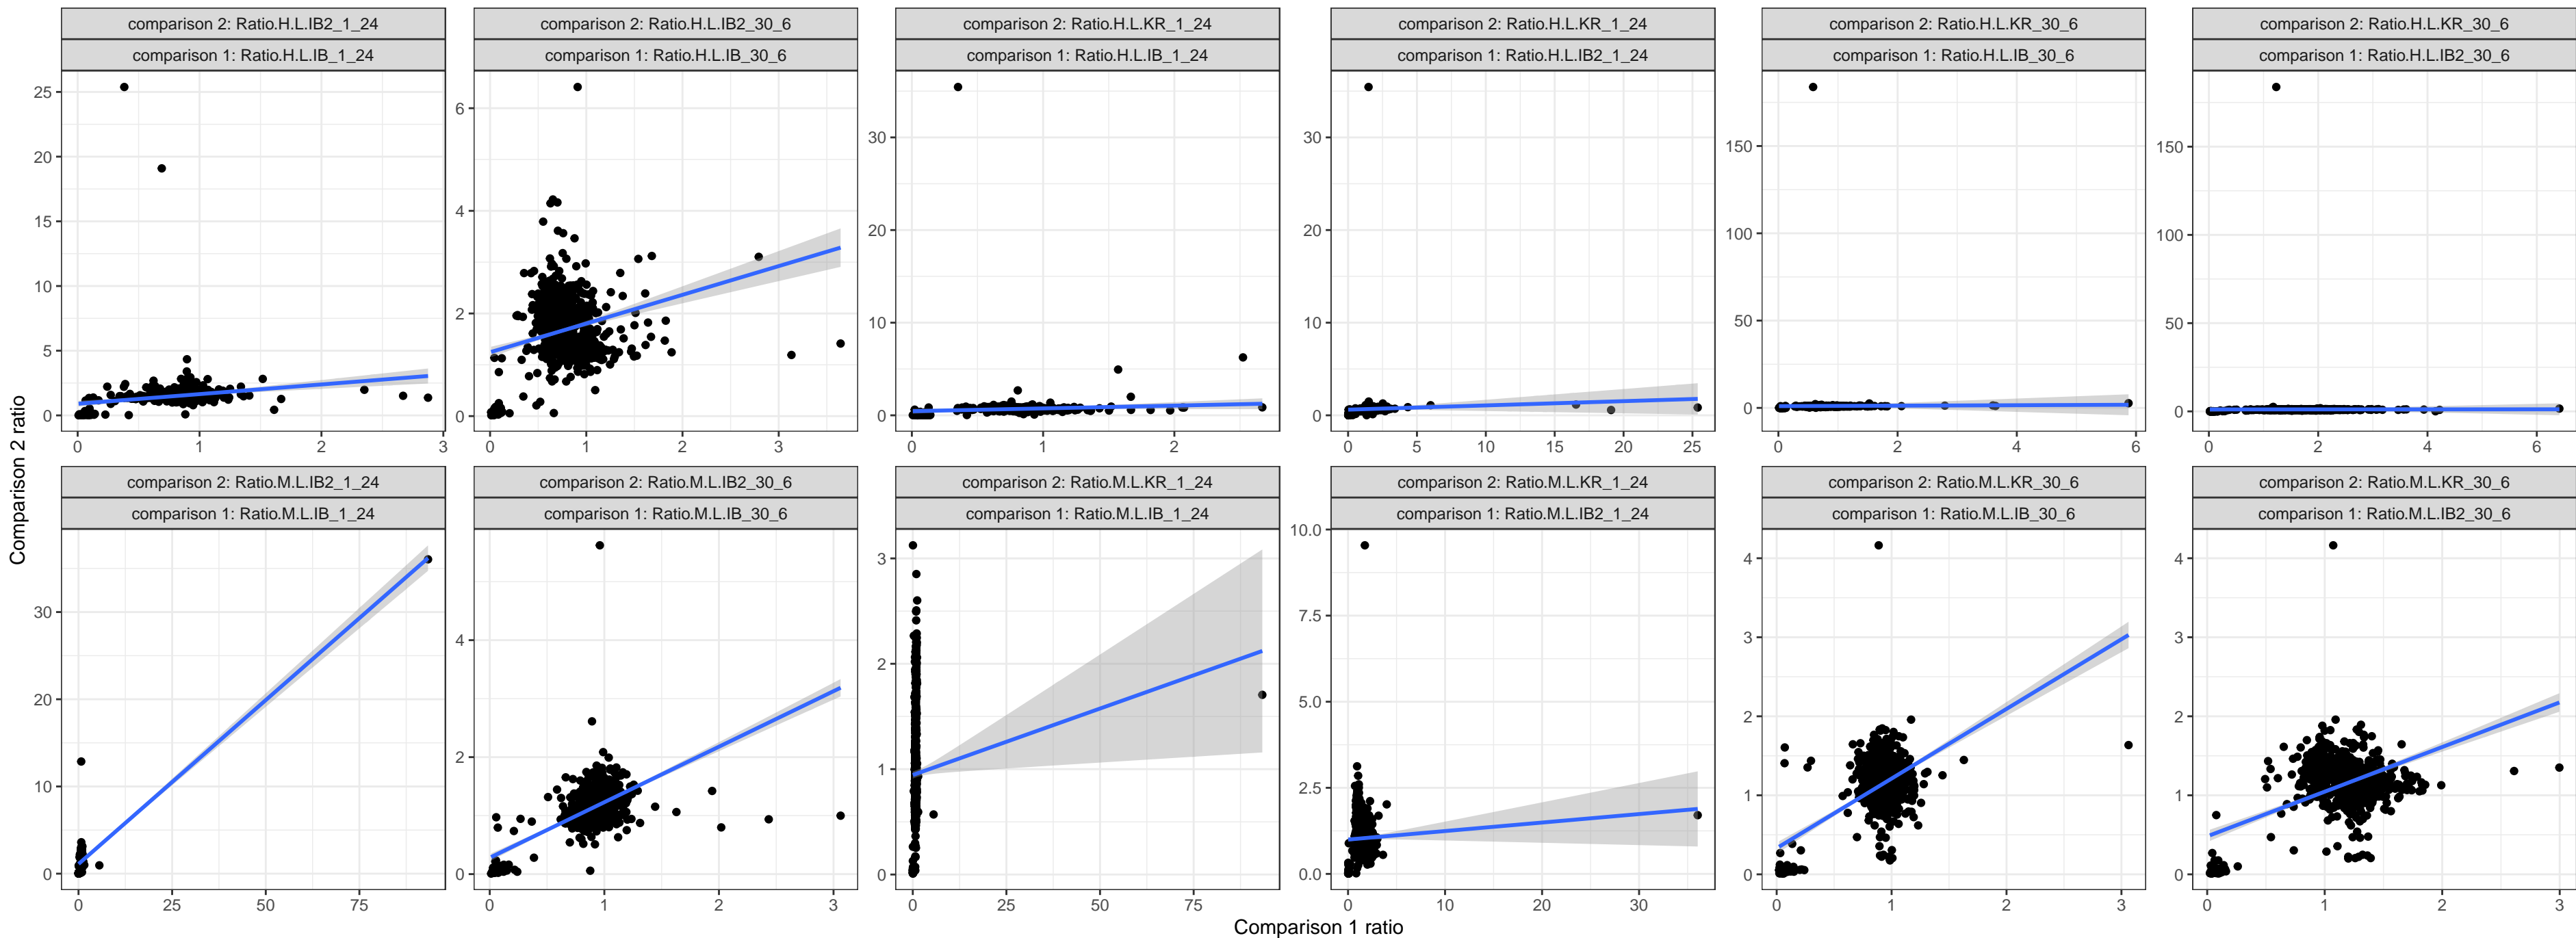 comparison 2: Ratio.H.L.IB2_1_24
comparison 1: Ratio.H.L.IB_1_24
comparison 2: Ratio.H.L.IB2_30_6
comparison 1: Ratio.H.L.IB_30_6
comparison 2: Ratio.H.L.KR_1_24
comparison 1: Ratio.H.L.IB_1_24
comparison 2: Ratio.H.L.KR_1_24
comparison 1: Ratio.H.L.IB2_1_24
comparison 2: Ratio.H.L.KR_30_6
comparison 1: Ratio.H.L.IB_30_6
comparison 2: Ratio.H.L.KR_30_6
comparison 1: Ratio.H.L.IB2_30_6
25
20
15
10
5
0
0 1 2 3
6
4
2
0
0 1 2 3
30
20
10
0
0 1 2
30
20
10
0
0 5 10 15 20 25
150
100
50
0
0 2 4 6
150
100
50
0
0 2 4 6
comparison 2: Ratio.M.L.IB2_1_24
comparison 1: Ratio.M.L.IB_1_24
comparison 2: Ratio.M.L.IB2_30_6
comparison 1: Ratio.M.L.IB_30_6
comparison 2: Ratio.M.L.KR_1_24
comparison 1: Ratio.M.L.IB_1_24
comparison 2: Ratio.M.L.KR_1_24
comparison 1: Ratio.M.L.IB2_1_24
comparison 2: Ratio.M.L.KR_30_6
comparison 1: Ratio.M.L.IB_30_6
comparison 2: Ratio.M.L.KR_30_6
comparison 1: Ratio.M.L.IB2_30_6
30
20
10
0
0 25 50 75
4
2
0
0 1 2 3
3
2
1
0
0 25 50 75
10.0
7.5
5.0
2.5
0.0
0 10 20 30
4
3
2
1
0
0 1 2 3
4
3
2
1
0
0 1 2 3
Comparison 2 ratio
Comparison 1 ratio